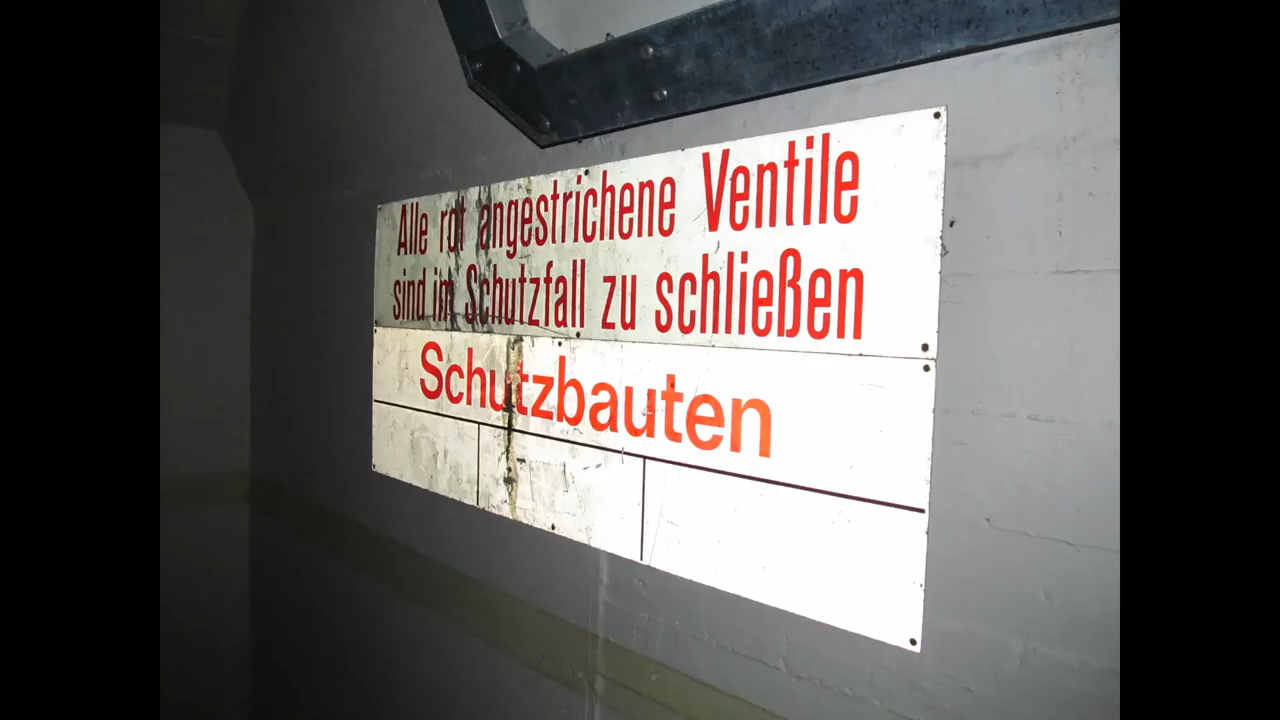 Alle rot angestrichene Ventile
sind im Schutzfall zu schließen
Schutzbauten